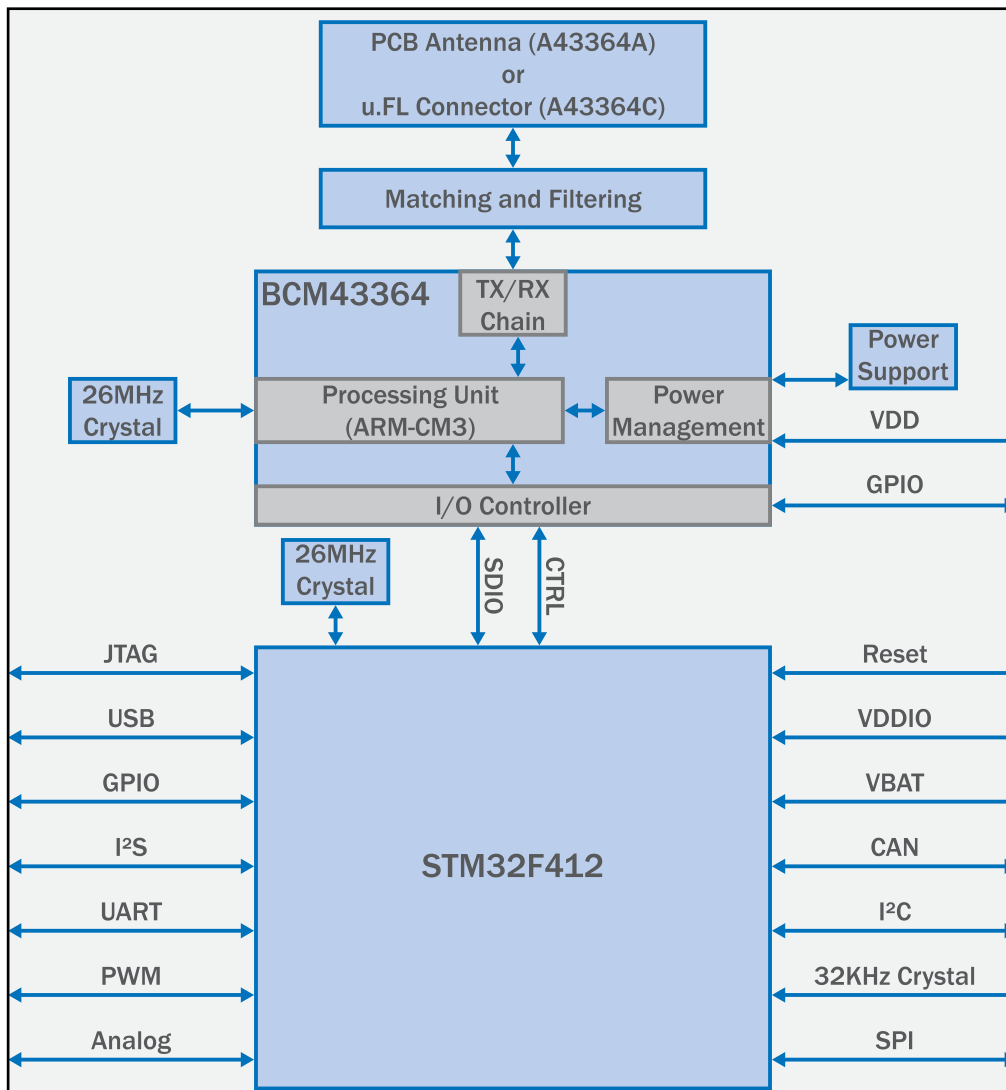 PCB Antenna (A43364A)
or
u.FL Connector (A43364C)
Matching and Filtering
BCM43364
TX/RX
Chain
Power
Support
26MHz
Crystal
Processing Unit
(ARM-CM3)
Power
Management
VDD
GPIO
I/O Controller
26MHz
Crystal
SDIO
CTRL
JTAG
USB
GPIO
I²S
UART
PWM
Analog
STM32F412
Reset
VDDIO
VBAT
CAN
I²C
32KHz Crystal
SPI